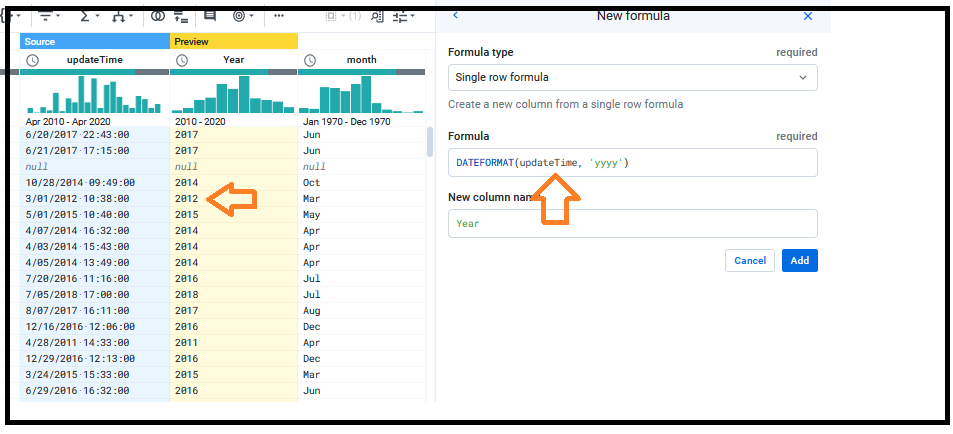 (1)
New formula
Source Preview
updateTime Year month
Apr 2010 - Apr 2020 2010 - 2020 Jan 1970 - Dec 1970
6/20/2017·22:43:00 2017 Jun
6/21/2017·17:15:00 2017 Jun
null null null
10/28/2014·09:49:00 2014 Oct
3/01/2012·10:38:00 2012 Mar
5/01/2015·10:40:00 2015 May
4/07/2014·16:32:00 2014 Apr
4/03/2014·15:43:00 2014 Apr
4/05/2014·13:49:00 2014 Apr
7/20/2016·11:16:00 2016 Jul
7/05/2018·17:00:00 2018 Jul
8/07/2017·16:11:00 2017 Aug
12/16/2016·12:06:00 2016 Dec
4/28/2011·14:33:00 2011 Apr
12/29/2016·12:13:00 2016 Dec
3/24/2015·15:33:00 2015 Mar
6/29/2016·16:32:00 2016 Jun
Formula type required
Single row formula
Create a new column from a single row formula
Formula required
DATEFORMAT(updateTime, 'yyyy')
New column nam
Year
Cancel Add